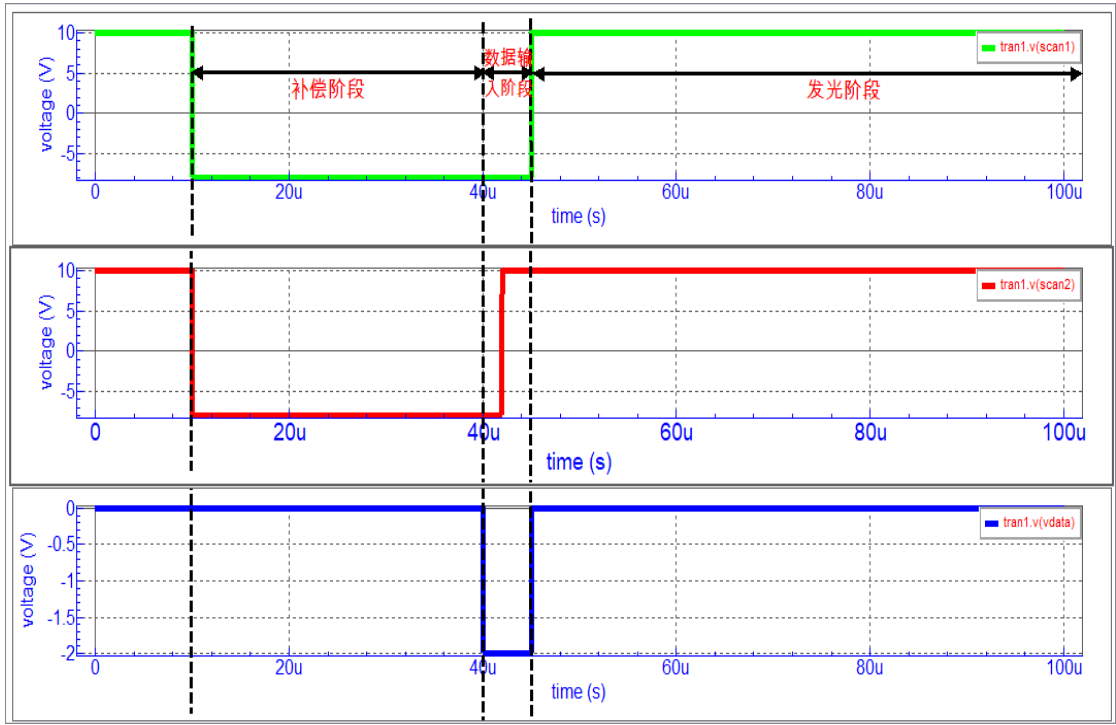 10
5
0
-5
voltage (V)
tran1.v(scan1)
补偿阶段
数据输
入阶段
发光阶段
0
20u
40u
60u
80u
100u
time (s)
10
5
0
-5
voltage (V)
tran1.v(scan2)
0
20u
40u
60u
80u
100u
time (s)
0
-0.5
-1
-1.5
-2
voltage (V)
tran1.v(vdata)
0
20u
40u
60u
80u
100u
time (s)